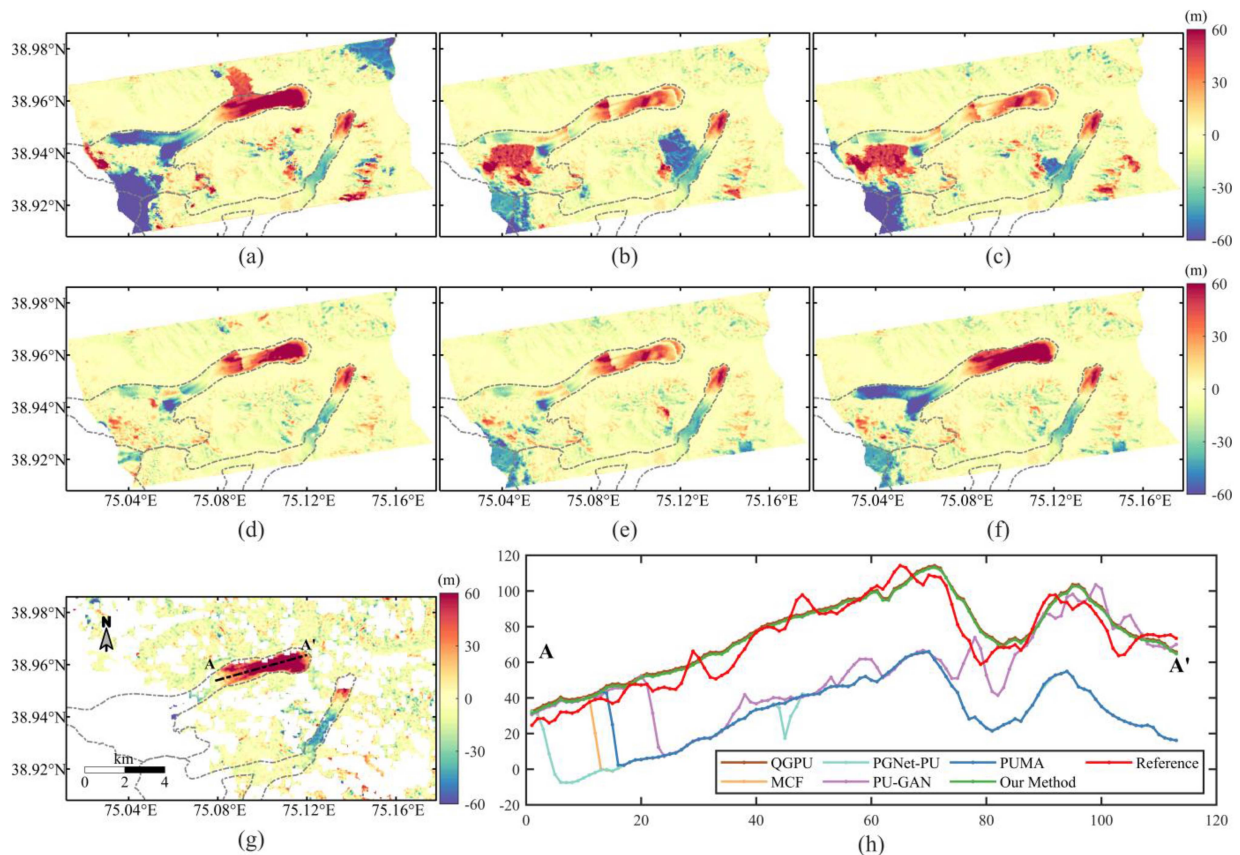 (m)
38.98°N
60
38.96°N
30
0
38.94°N
-30
38.92°N
-60
(a)
(b)
(c)
(m)
38.98°N
60
38.96°N
30
0
38.94°N
-30
38.92°N
-60
75.04°E 75.08°E 75.12°E 75.16°E 75.04°E 75.08°E 75.12°E 75.16°E 75.04°E 75.08°E 75.12°E 75.16°E
(d)
(e)
(f)
(m)
38.98°N
N
60
38.96°N
A
A'
30
0
38.94°N
km
-30
0 2 4
38.92°N
-60
75.04°E 75.08°E 75.12°E 75.16°E
(g)
120
100
80
60
40
20
0
-20
A
A'
QGPU PGNet-PU PUMA Reference
MCF PU-GAN Our Method
0 20 40 60 80 100 120
(h)